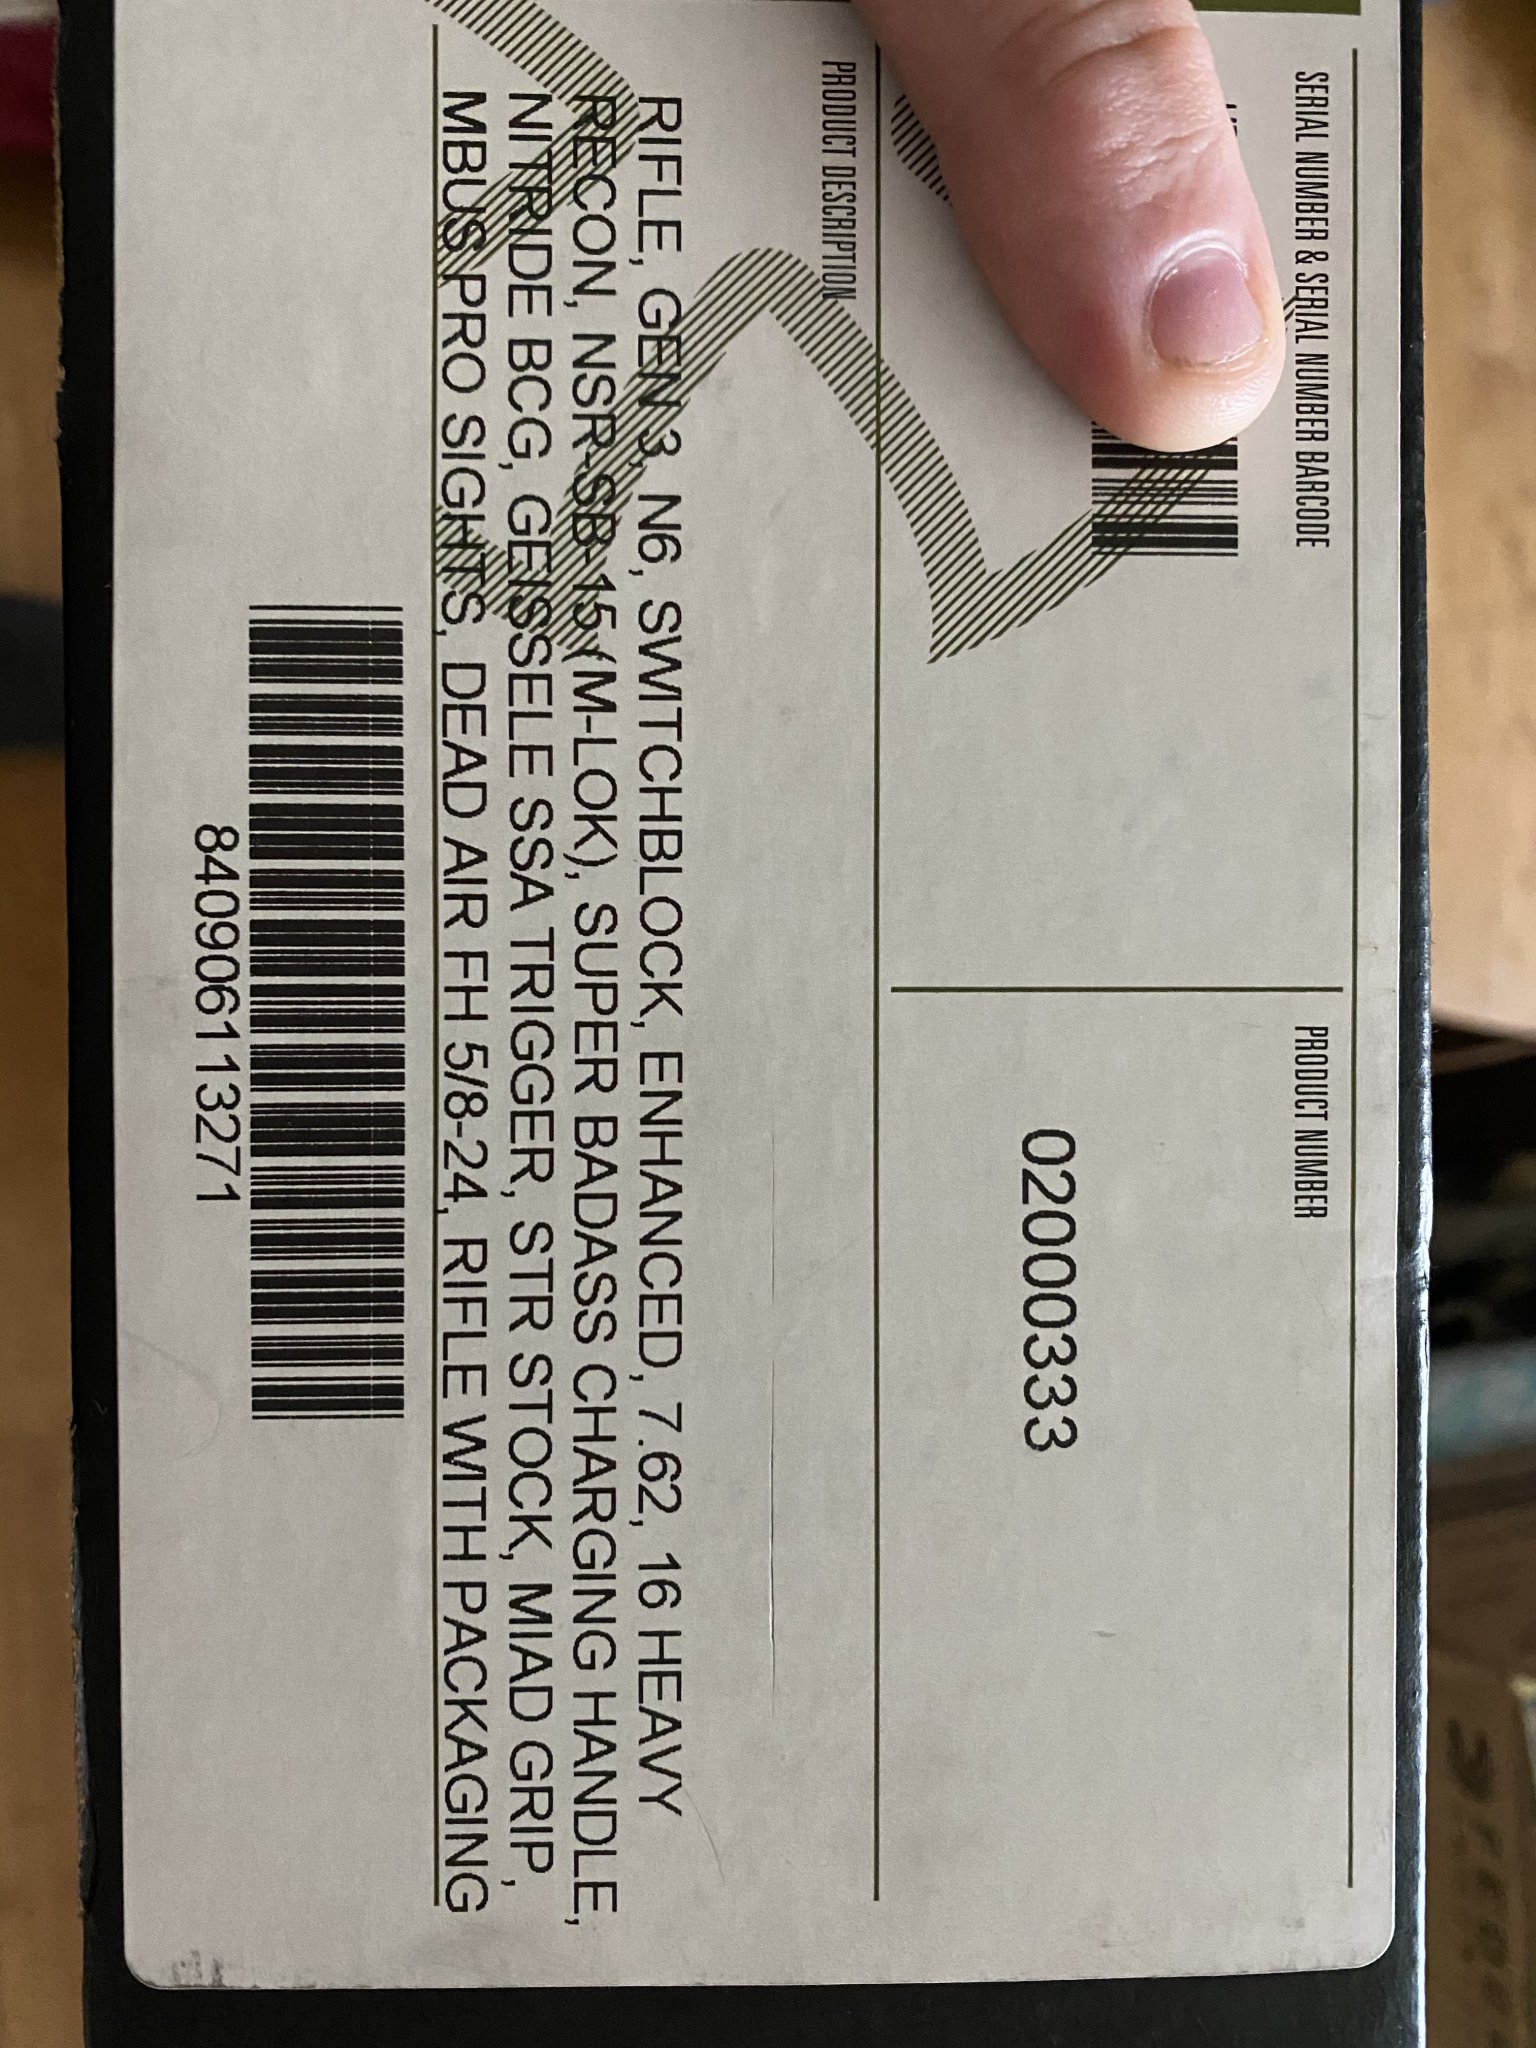 SERIAL NUMBER & SERIAL NUMBER BARCODE
PRODUCT NUMBER
02000333
PRODUCT DESCRIPTION
RIFLE, GEN 3, N6, SWITCHBLOCK, ENHANCED, 7.62, 16 HEAVY
RECON, NSR-SB-15 (M-LOK), SUPER BADASS CHARGING HANDLE,
NITRIDE BCG, GEISSELE SSA TRIGGER, STR STOCK, MIAD GRIP,
MBUS PRO SIGHTS, DEAD AIR FH 5/8-24, RIFLE WITH PACKAGING
840906113271